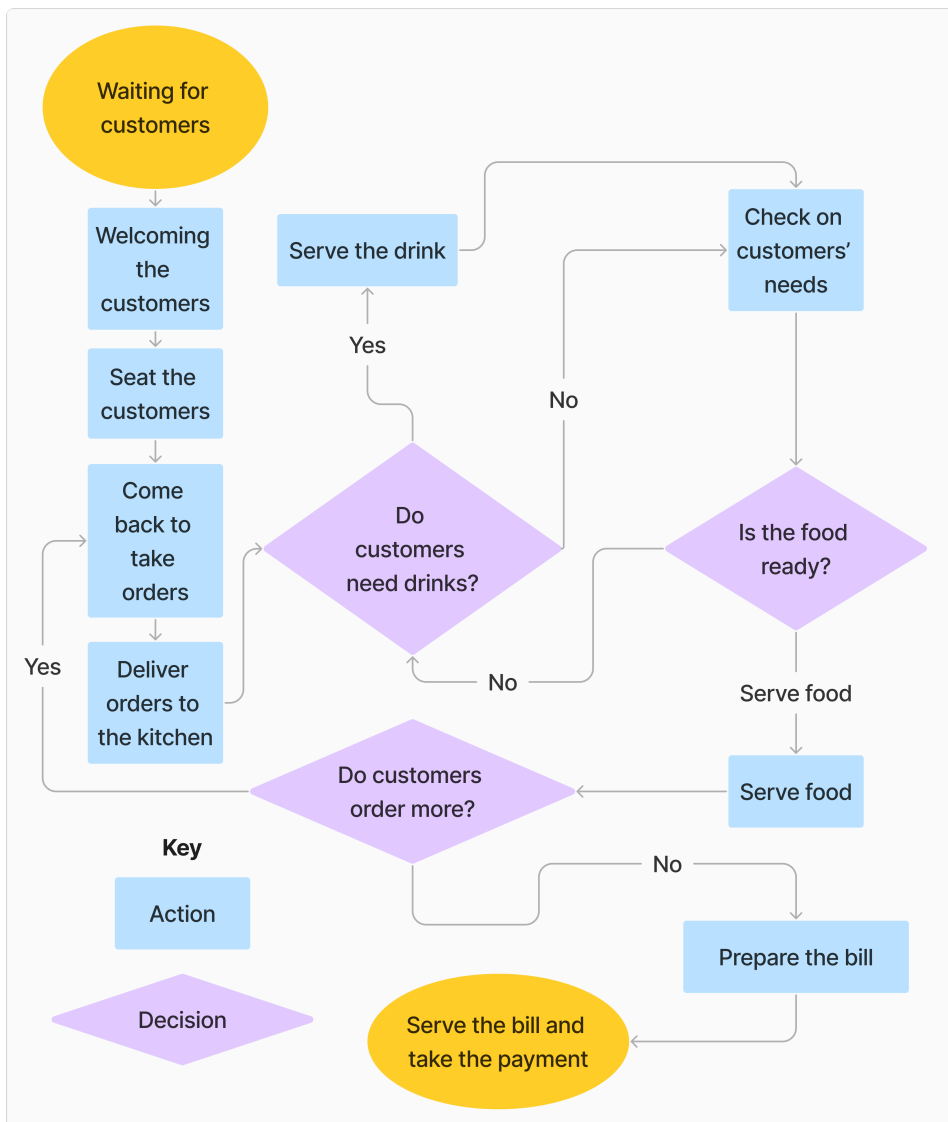 Waiting for
customers
Welcoming
the
customers
Seat the
customers
Come
back to
take
orders
Deliver
orders to
the kitchen
Yes
Serve the drink
Yes
Do
customers
need drinks?
No
Check on
customers’
needs
Is the food
ready?
No
Serve food
Serve food
Do customers
order more?
No
Prepare the bill
Serve the bill and
take the payment
Key
Action
Decision